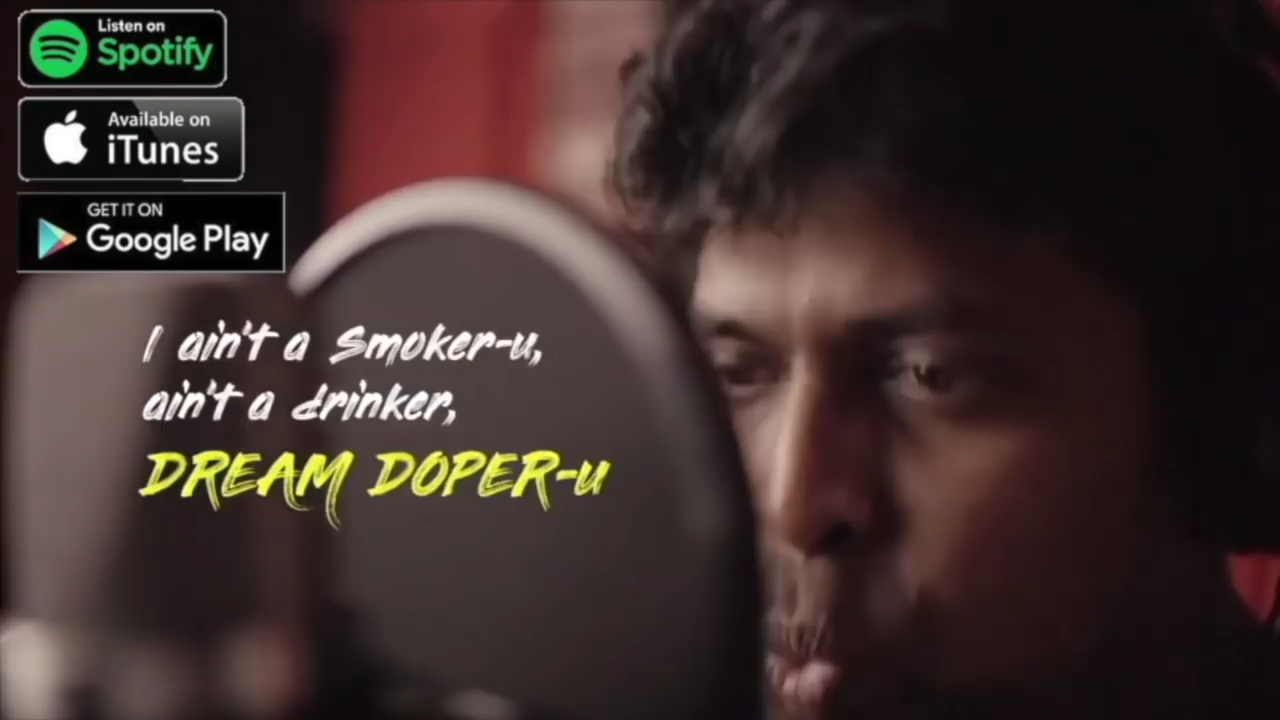 Listen on
Spotify
Available on
iTunes
GET IT ON
Google Play
I ain't a Smoker-u,
ain't a drinker,
DREAM DOPER-u